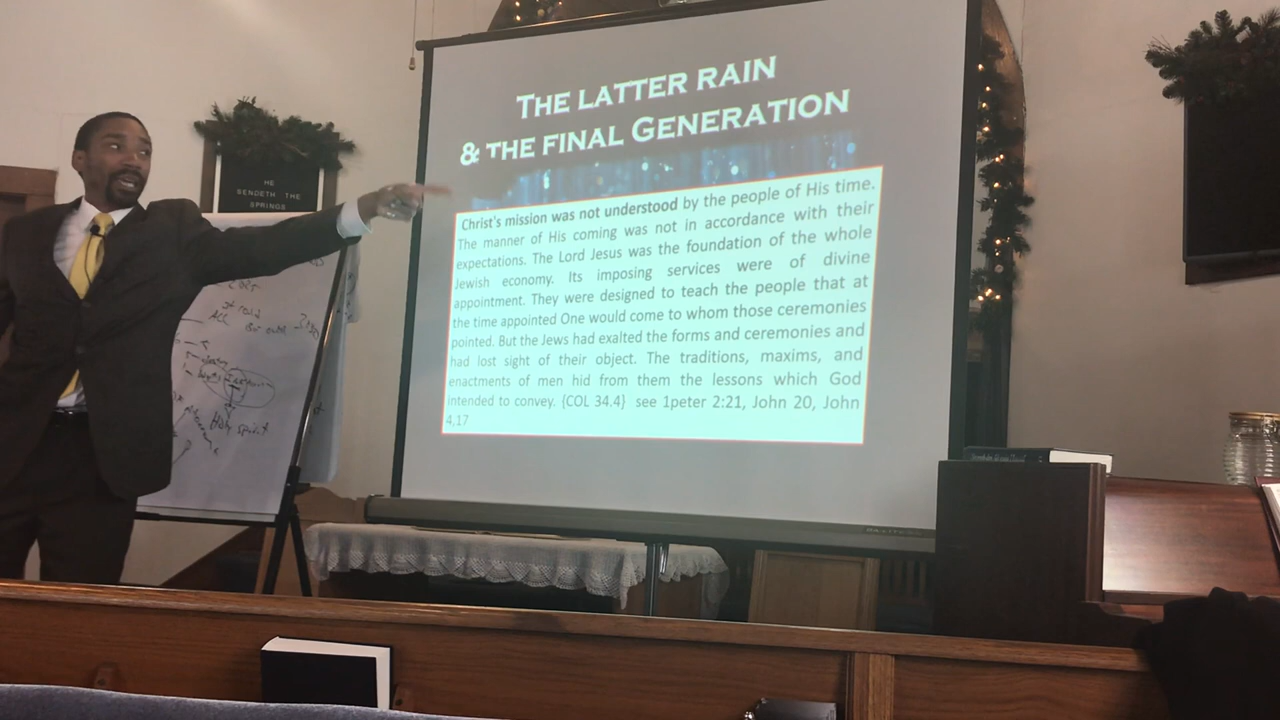 THE LATTER RAIN
& THE FINAL GENERATION
Christ's mission was not understood by the people of His time.
The manner of His coming was not in accordance with their
expectations. The Lord Jesus was the foundation of the whole
Jewish economy. Its imposing services were of divine
appointment. They were designed to teach the people that at
the time appointed One would come to whom those ceremonies
pointed. But the Jews had exalted the forms and ceremonies and
had lost sight of their object. The traditions, maxims, and
enactments of men hid from them the lessons which God
intended to convey. {COL 34.4} see 1peter 2:21, John 20, John
4,17
HE
SENDETH THE
SPRINGS
ALL
Holy Spirit
DA-LITE